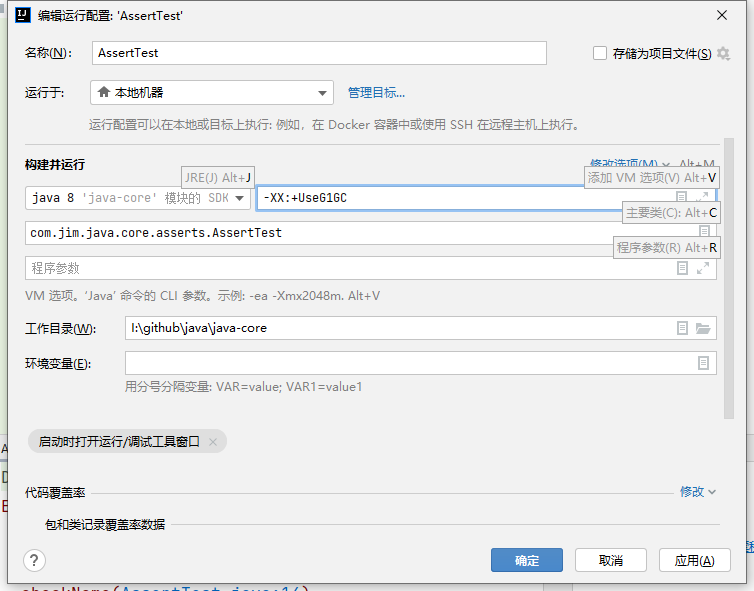 编辑运行配置: 'AssertTest'
名称(N):
AssertTest
存储为项目文件(S)
运行于:
本地机器
管理目标...
运行配置可以在本地或目标上执行: 例如，在 Docker 容器中或使用 SSH 在远程主机上执行。
构建并运行
修改选项(M) Alt+M
JRE(J) Alt+J
添加 VM 选项(V) Alt+V
java 8 'java-core' 模块的 SDK
-XX:+UseG1GC
主要类(C): Alt+C
com.jim.java.core.asserts.AssertTest
程序参数(R) Alt+R
程序参数
VM 选项。‘Java’ 命令的 CLI 参数。示例: -ea -Xmx2048m. Alt+V
工作目录(W):
I:\github\java\java-core
环境变量(E):
用分号分隔变量: VAR=value; VAR1=value1
启动时打开运行/调试工具窗口
代码覆盖率
修改
包和类记录覆盖率数据
?
确定
取消
应用(A)